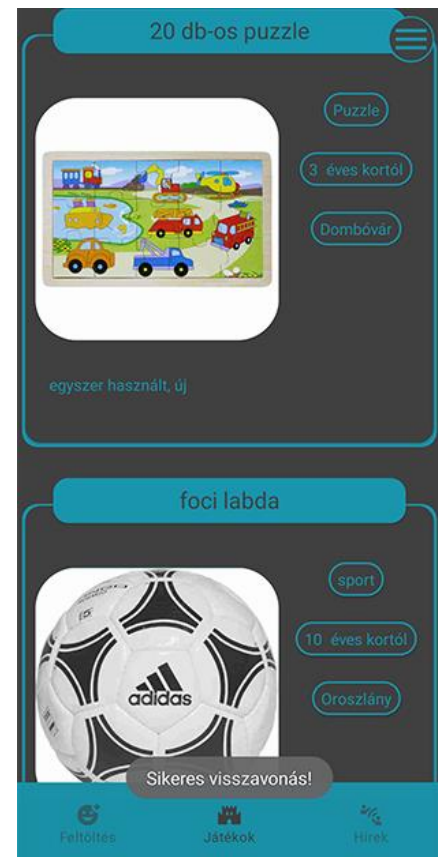 20 db-os puzzle
Puzzle
3 éves kortól
Dombóvár
egyszer használt, új
foci labda
sport
10 éves kortól
Oroszlány
adidas
Sikeres visszavonás!
Feltöltés
Játékok
Hírek